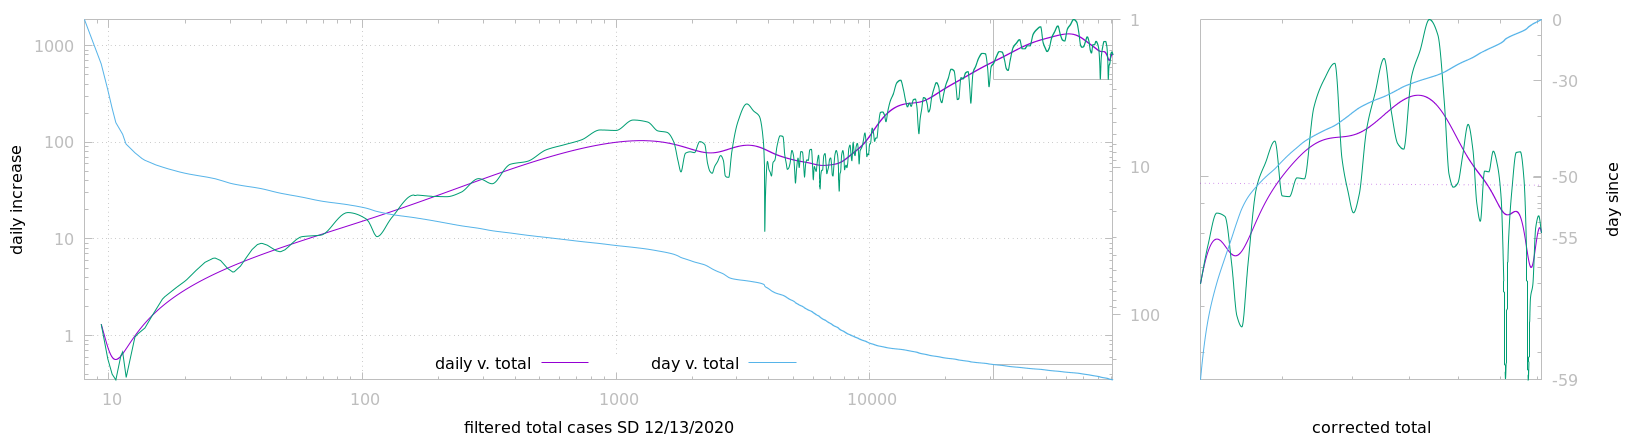 1000
100
10
1
daily increase
10
100
1000
10000
filtered total cases SD 12/13/2020
daily v. total
day v. total
1
10
100
corrected total
0
-30
-50
-55
-59
day since